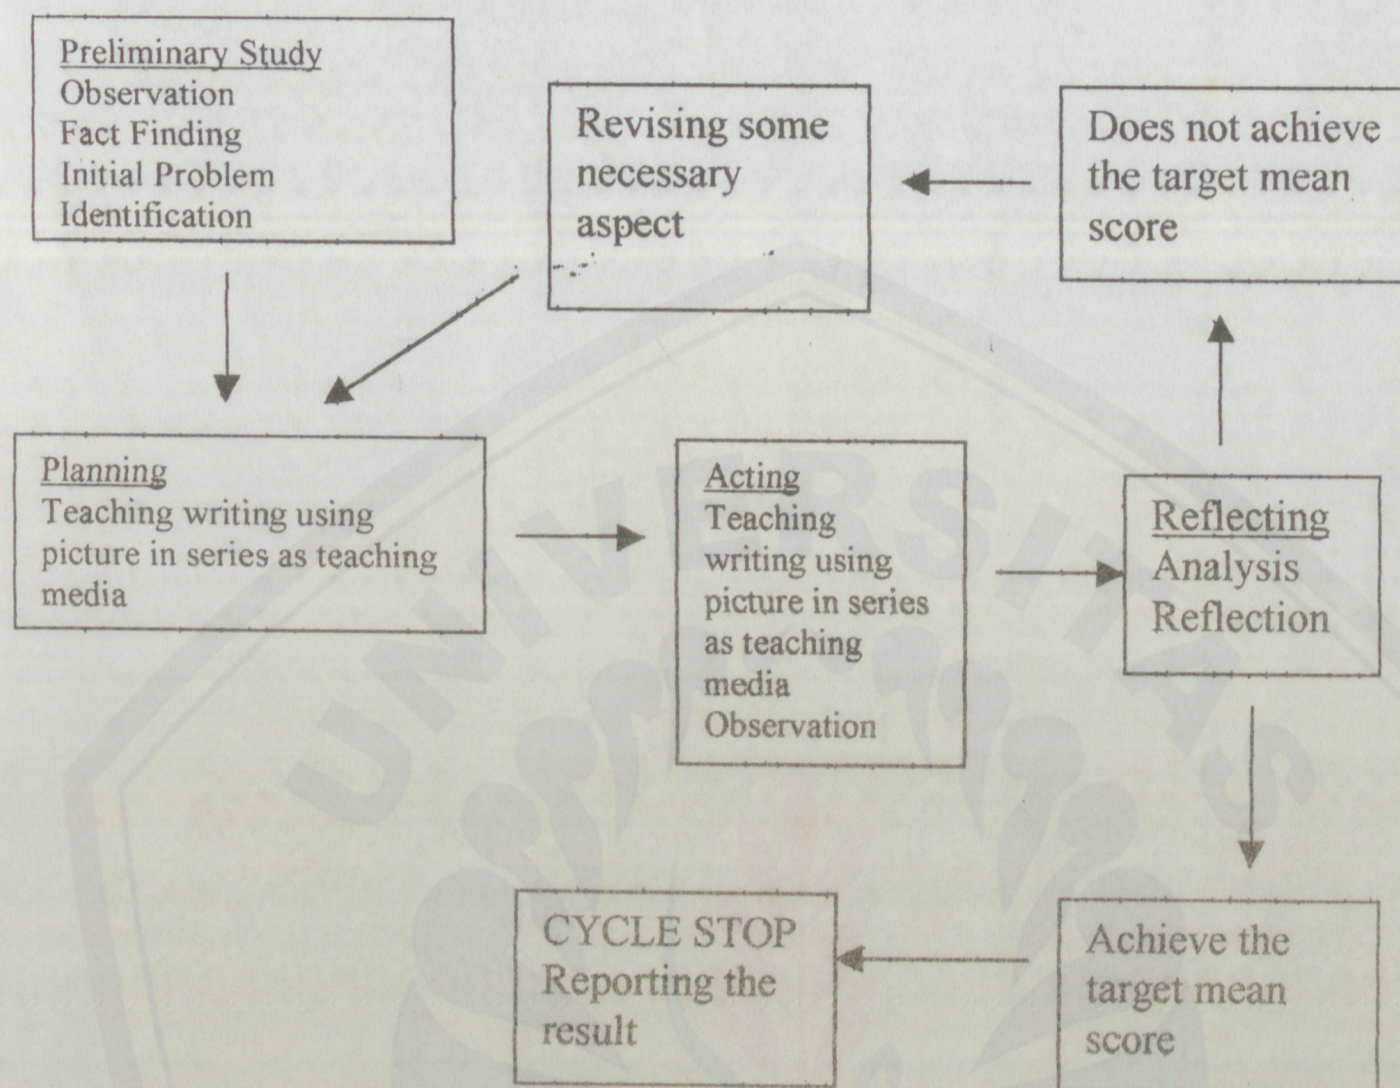 Preliminary Study
Observation
Fact Finding
Initial Problem
Identification
Revising some
necessary
aspect
Does not achieve
the target mean
score
Planning
Teaching writing using
picture in series as teaching
media
Acting
Teaching
writing using
picture in series
as teaching
media
Observation
Reflecting
Analysis
Reflection
CYCLE STOP
Reporting the
result
Achieve the
target mean
score
UNIVERSITAS